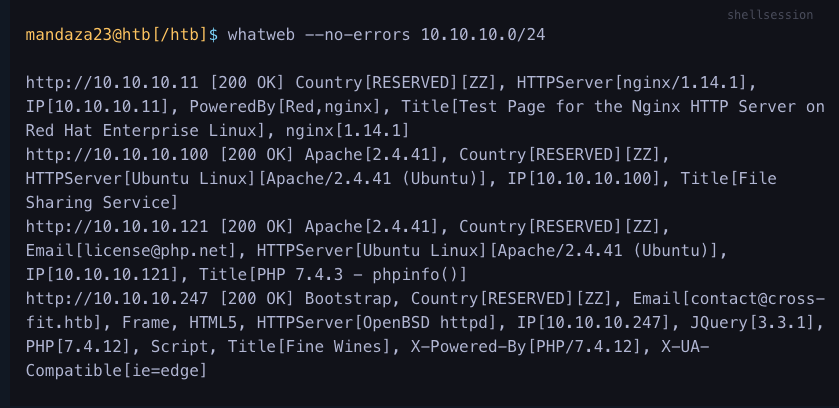 shellsession
mandaza23@htb[/htb]$ whatweb --no-errors 10.10.10.0/24
http://10.10.10.11 [200 OK] Country[RESERVED][ZZ], HTTPServer[nginx/1.14.1],
IP[10.10.10.11], PoweredBy[Red,nginx], Title[Test Page for the Nginx HTTP Server on
Red Hat Enterprise Linux], nginx[1.14.1]
http://10.10.10.100 [200 OK] Apache[2.4.41], Country[RESERVED][ZZ],
HTTPServer[Ubuntu Linux][Apache/2.4.41 (Ubuntu)], IP[10.10.10.100], Title[File
Sharing Service]
http://10.10.10.121 [200 OK] Apache[2.4.41], Country[RESERVED][ZZ],
Email[license@php.net], HTTPServer[Ubuntu Linux][Apache/2.4.41 (Ubuntu)],
IP[10.10.10.121], Title[PHP 7.4.3 - phpinfo()]
http://10.10.10.247 [200 OK] Bootstrap, Country[RESERVED][ZZ], Email[contact@cross-
fit.htb], Frame, HTML5, HTTPServer[OpenBSD httpd], IP[10.10.10.247], JQuery[3.3.1],
PHP[7.4.12], Script, Title[Fine Wines], X-Powered-By[PHP/7.4.12], X-UA-
Compatible[ie=edge]